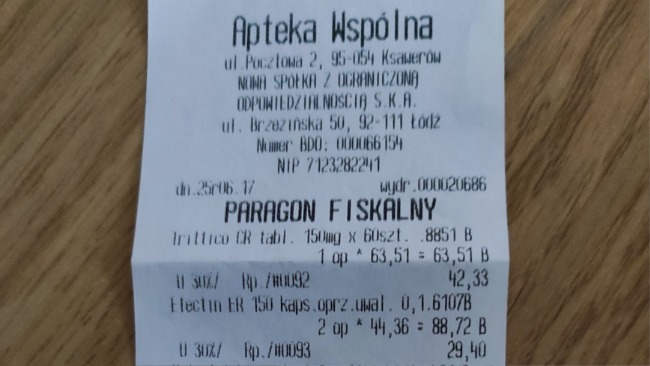 Apteka Wspólna
ul.Pocztowa 2, 95-054 Ksawerów
NOWA SPÓŁKA Z OGRANICZONĄ
ODPOWIEDZIALNOŚCIĄ S.K.A.
ul. Brzezińska 50, 92-111 Łódź
Numer BDO: 000066154
NIP 7123282241
dn.25r06.17 wydr.000020686
PARAGON FISKALNY
Trittico CR tabl. 150mg x 60szt. .8851 B
1 op * 63,51 = 63,51 B
U 30%/ Rp./#0092 42,33
Efectin ER 150 kaps.oprz.uwal. 0,1.6107B
2 op * 44,36 = 88,72 B
U 30%/ Rp./#0093 29,40